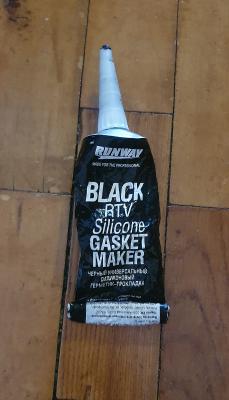 RUNWAY
MADE FOR THE PROFESSIONAL
BLACK
RTV
Silicone
GASKET
MAKER
ЧЕРНЫЙ УНИВЕРСАЛЬНЫЙ
СИЛИКОНОВЫЙ
ГЕРМЕТИК-ПРОКЛАДКА